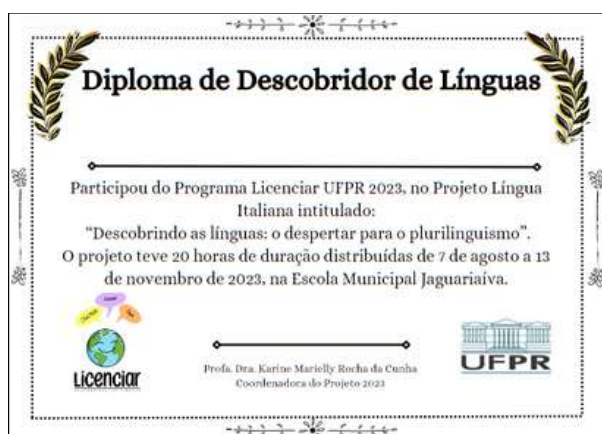 Diploma de Descobridor de Línguas
Participou do Programa Licenciar UFPR 2023, no Projeto Língua
Italiana intitulado:
“Descobrindo as línguas: o despertar para o plurilinguismo”.
O projeto teve 20 horas de duração distribuídas de 7 de agosto a 13
de novembro de 2023, na Escola Municipal Jaguariaíva.
Licenciar
Profa. Dra. Karine Marielly Rocha da Cunha
Coordenadora do Projeto 2023
UFPR